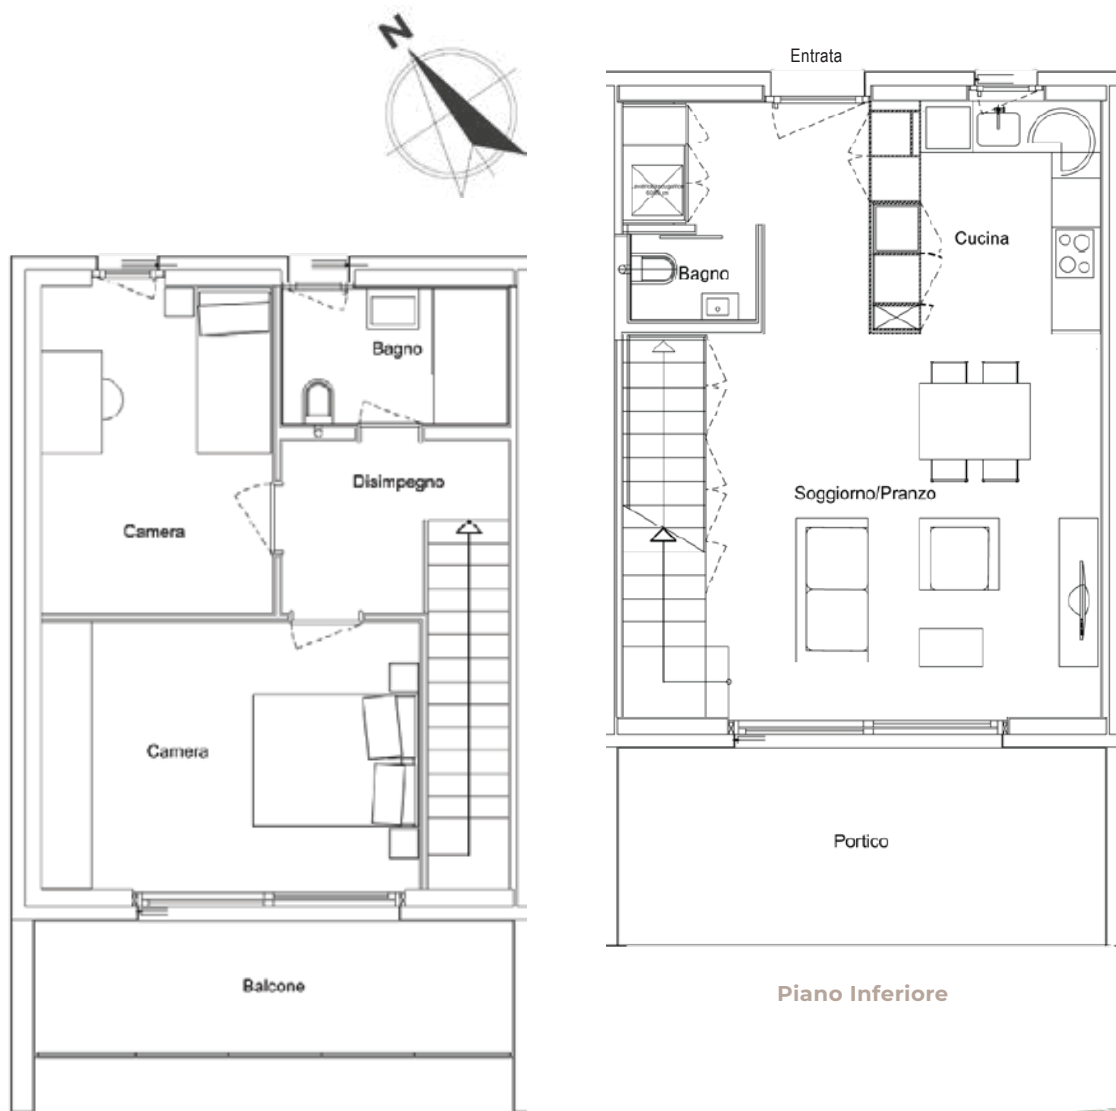 N
Bagno
Disimpegno
Camera
Camera
Balcone
Entrata
Cucina
Bagno
Soggiorno/Pranzo
Portico
Piano Inferiore